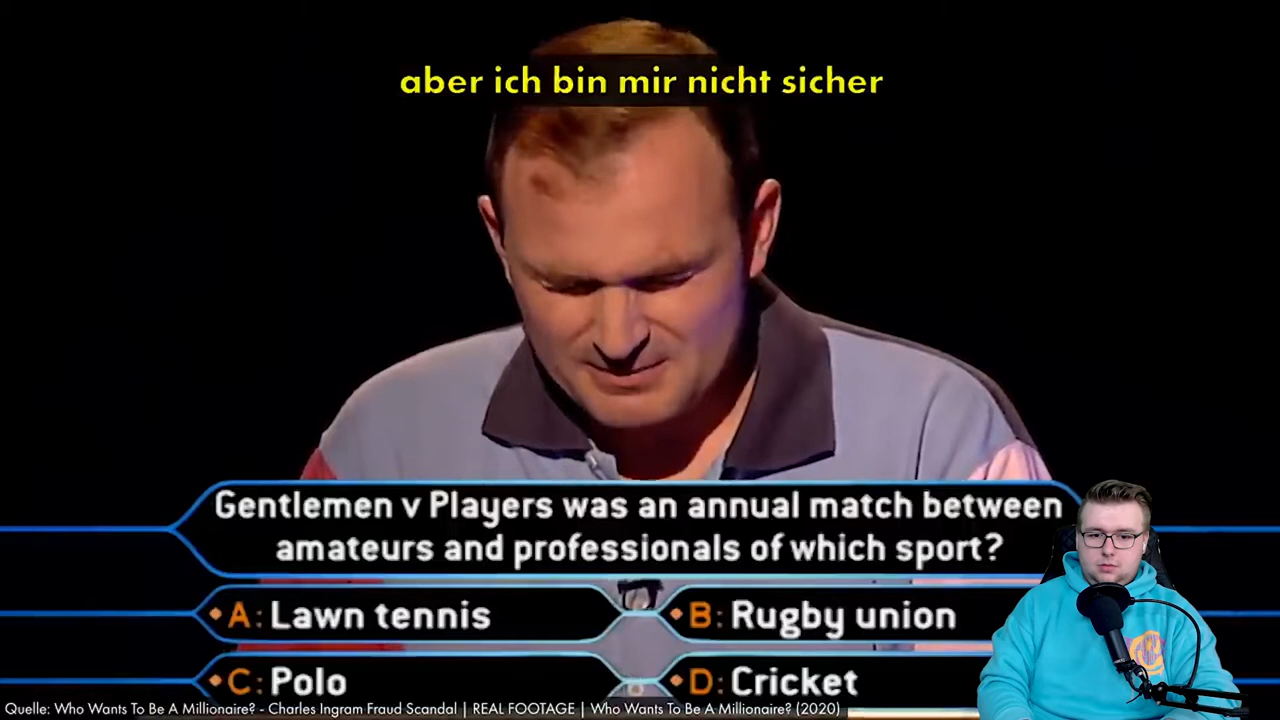 aber ich bin mir nicht sicher
Gentlemen v Players was an annual match between
amateurs and professionals of which sport?
A: Lawn tennis
B: Rugby union
C: Polo
D: Cricket
Quelle: Who Wants To Be A Millionaire? - Charles Ingram Fraud Scandal | REAL FOOTAGE | Who Wants To Be A Millionaire? (2020)